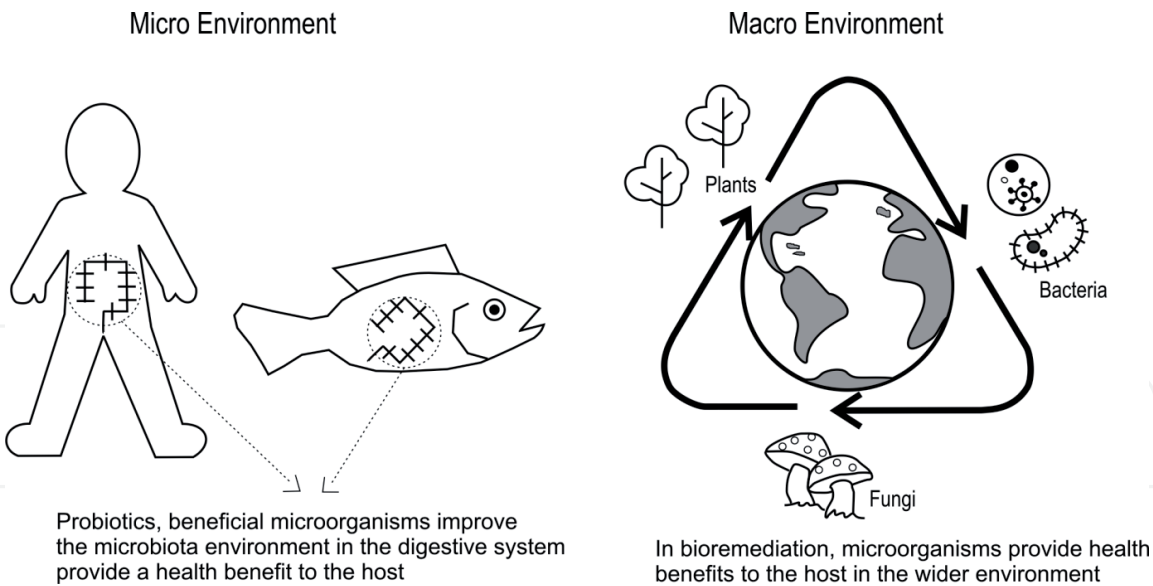 Micro Environment
Macro Environment
Plants
Bacteria
Fungi
Probiotics, beneficial microorganisms improve
the microbiota environment in the digestive system
provide a health benefit to the host
In bioremediation, microorganisms provide health
benefits to the host in the wider environment